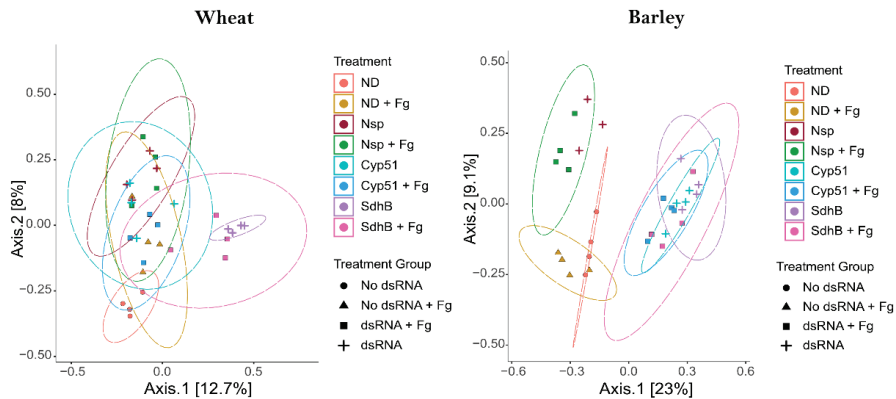 Wheat
Barley
0.50
0.25
0.00
−0.25
−0.50
−0.5
0.0
0.5
Axis.2 [8%]
Axis.1 [12.7%]
Treatment
ND
ND + Fg
Nsp
Nsp + Fg
Cyp51
Cyp51 + Fg
SdhB
SdhB + Fg
Treatment Group
No dsRNA
No dsRNA + Fg
dsRNA + Fg
dsRNA
0.50
0.25
0.00
−0.25
−0.50
−0.6
−0.3
0.0
0.3
0.6
Axis.2 [9.1%]
Axis.1 [23%]
Treatment
ND
ND + Fg
Nsp
Nsp + Fg
Cyp51
Cyp51 + Fg
SdhB
SdhB + Fg
Treatment Group
No dsRNA
No dsRNA + Fg
dsRNA + Fg
dsRNA